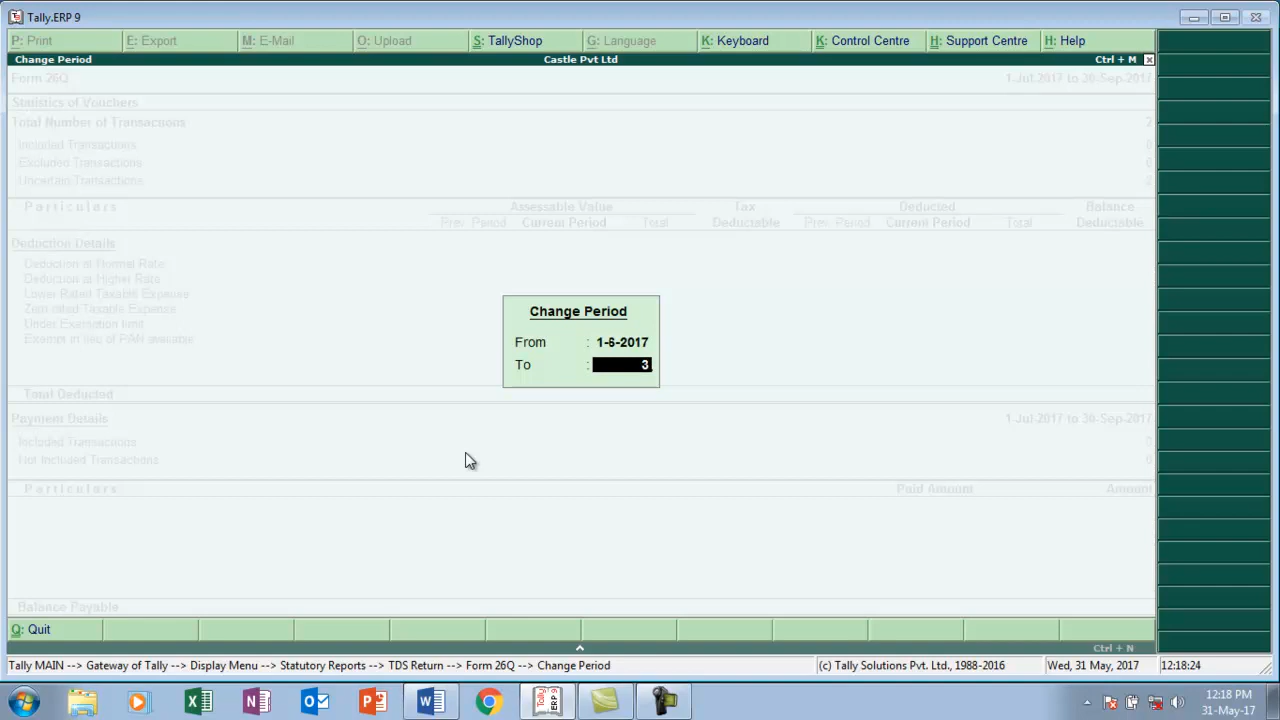 Tally.ERP 9
P: Print E: Export M: E-Mail O: Upload S: TallyShop G: Language K: Keyboard K: Control Centre H: Support Centre H: Help
Change Period Castle Pvt Ltd Ctrl + M
Form 26Q 1-Jul-2017 to 30-Sep-2017
Statistics of Vouchers
Total Number of Transactions
Included Transactions
Excluded Transactions
Uncertain Transactions
Particulars Assessable Value Tax Deducted Balance
Prev. Period Current Period Total Deductable Prev. Period Current Period Total Deductable
Deduction Details
Deduction at Normal Rate
Deduction at Higher Rate
Lower Rated Taxable Expense
Zero rated Taxable Expense
Under Exemption limit
Exempt in lieu of PAN available
Change Period
From : 1-6-2017
To : 3
Total Deducted
Payment Details 1-Jul-2017 to 30-Sep-2017
Included Transactions
Not Included Transactions
Particulars Paid Amount Amount
Balance Payable
Q: Quit
Ctrl + N
Tally MAIN --> Gateway of Tally --> Display Menu --> Statutory Reports --> TDS Return --> Form 26Q --> Change Period (c) Tally Solutions Pvt. Ltd., 1988-2016 Wed, 31 May, 2017 12:18:24
12:18 PM
31-May-17